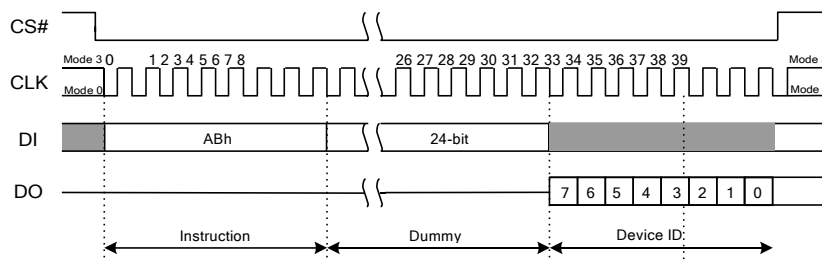 CS#
Mode 3 0 1 2 3 4 5 6 7 8 26 27 28 29 30 31 32 33 34 35 36 37 38 39 Mode
CLK
Mode 0 Mode
DI ABh 24-bit
DO 7 6 5 4 3 2 1 0
Instruction Dummy Device ID